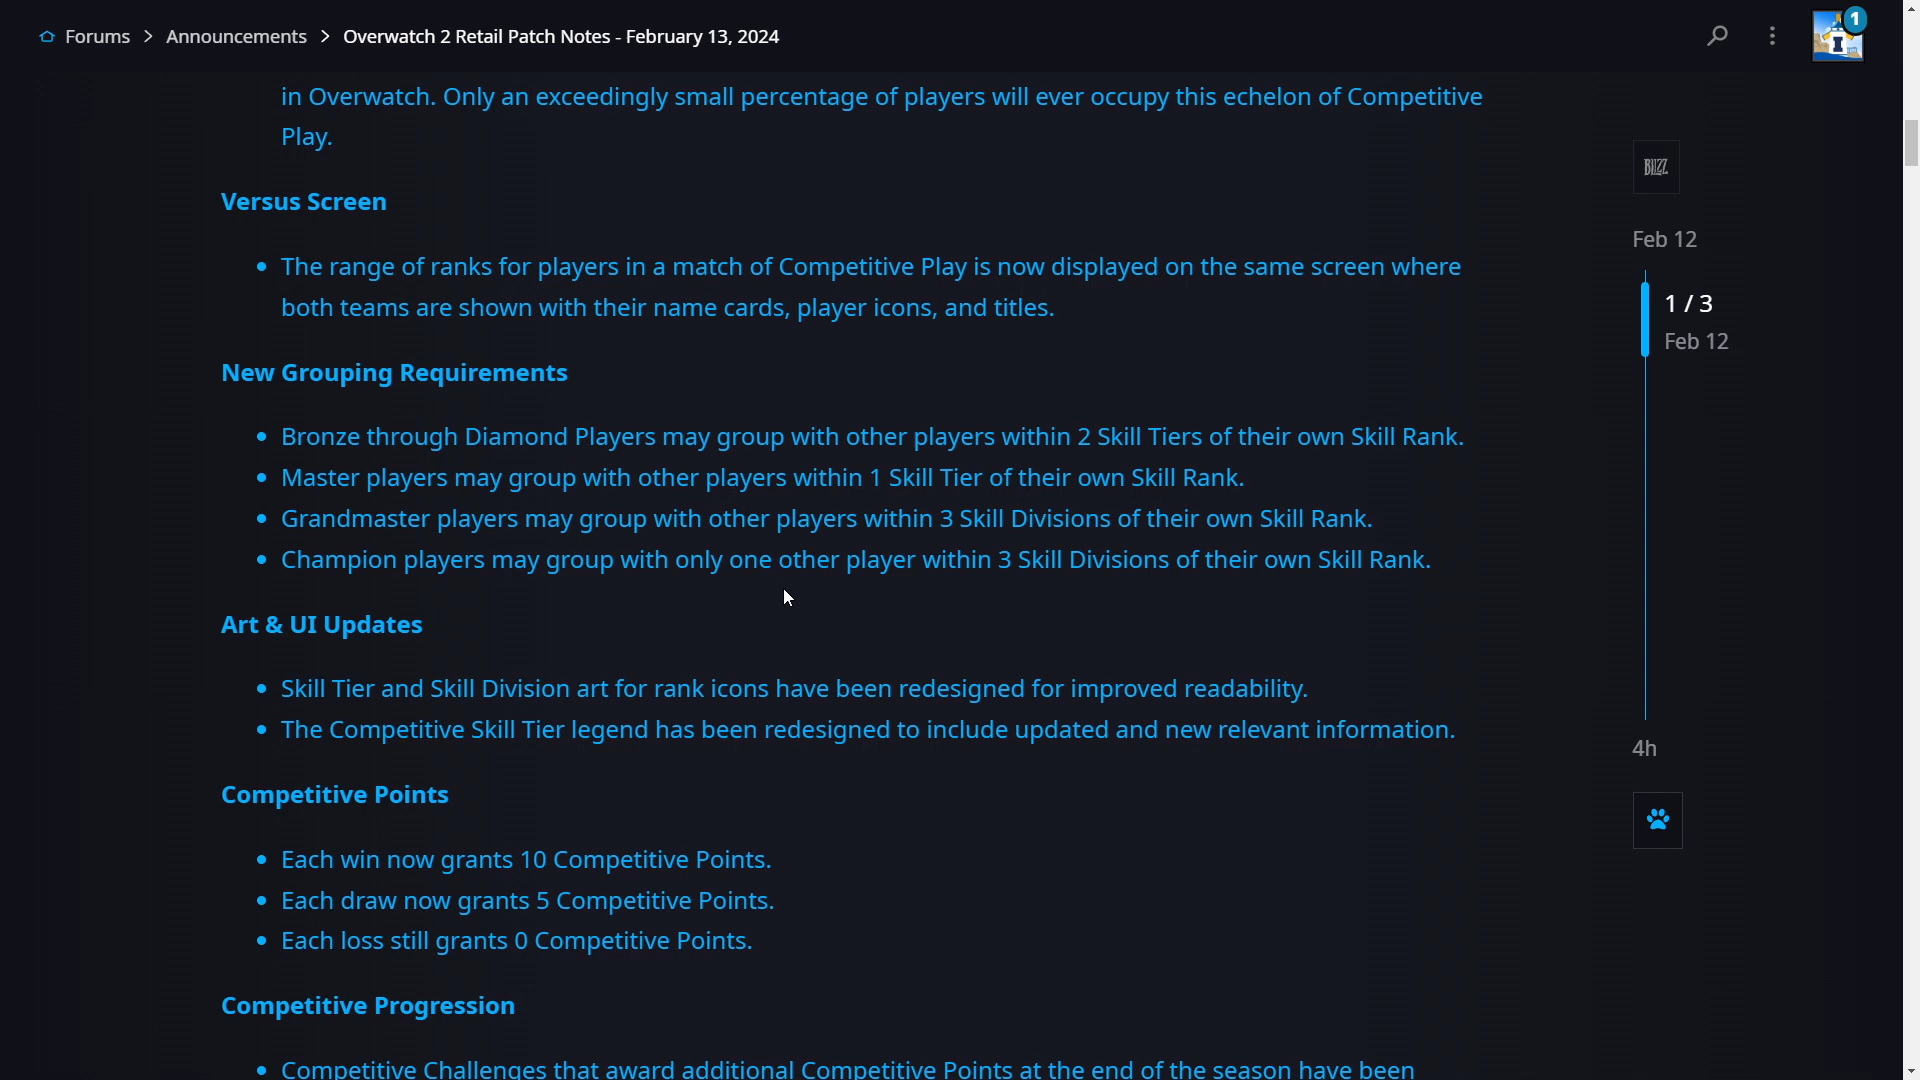 Forums > Announcements > Overwatch 2 Retail Patch Notes - February 13, 2024
1
in Overwatch. Only an exceedingly small percentage of players will ever occupy this echelon of Competitive
Play.
BLIZZ
Versus Screen
Feb 12
• The range of ranks for players in a match of Competitive Play is now displayed on the same screen where
both teams are shown with their name cards, player icons, and titles.
1 / 3
Feb 12
New Grouping Requirements
• Bronze through Diamond Players may group with other players within 2 Skill Tiers of their own Skill Rank.
• Master players may group with other players within 1 Skill Tier of their own Skill Rank.
• Grandmaster players may group with other players within 3 Skill Divisions of their own Skill Rank.
• Champion players may group with only one other player within 3 Skill Divisions of their own Skill Rank.
Art & UI Updates
• Skill Tier and Skill Division art for rank icons have been redesigned for improved readability.
• The Competitive Skill Tier legend has been redesigned to include updated and new relevant information.
4h
Competitive Points
• Each win now grants 10 Competitive Points.
• Each draw now grants 5 Competitive Points.
• Each loss still grants 0 Competitive Points.
Competitive Progression
• Competitive Challenges that award additional Competitive Points at the end of the season have been